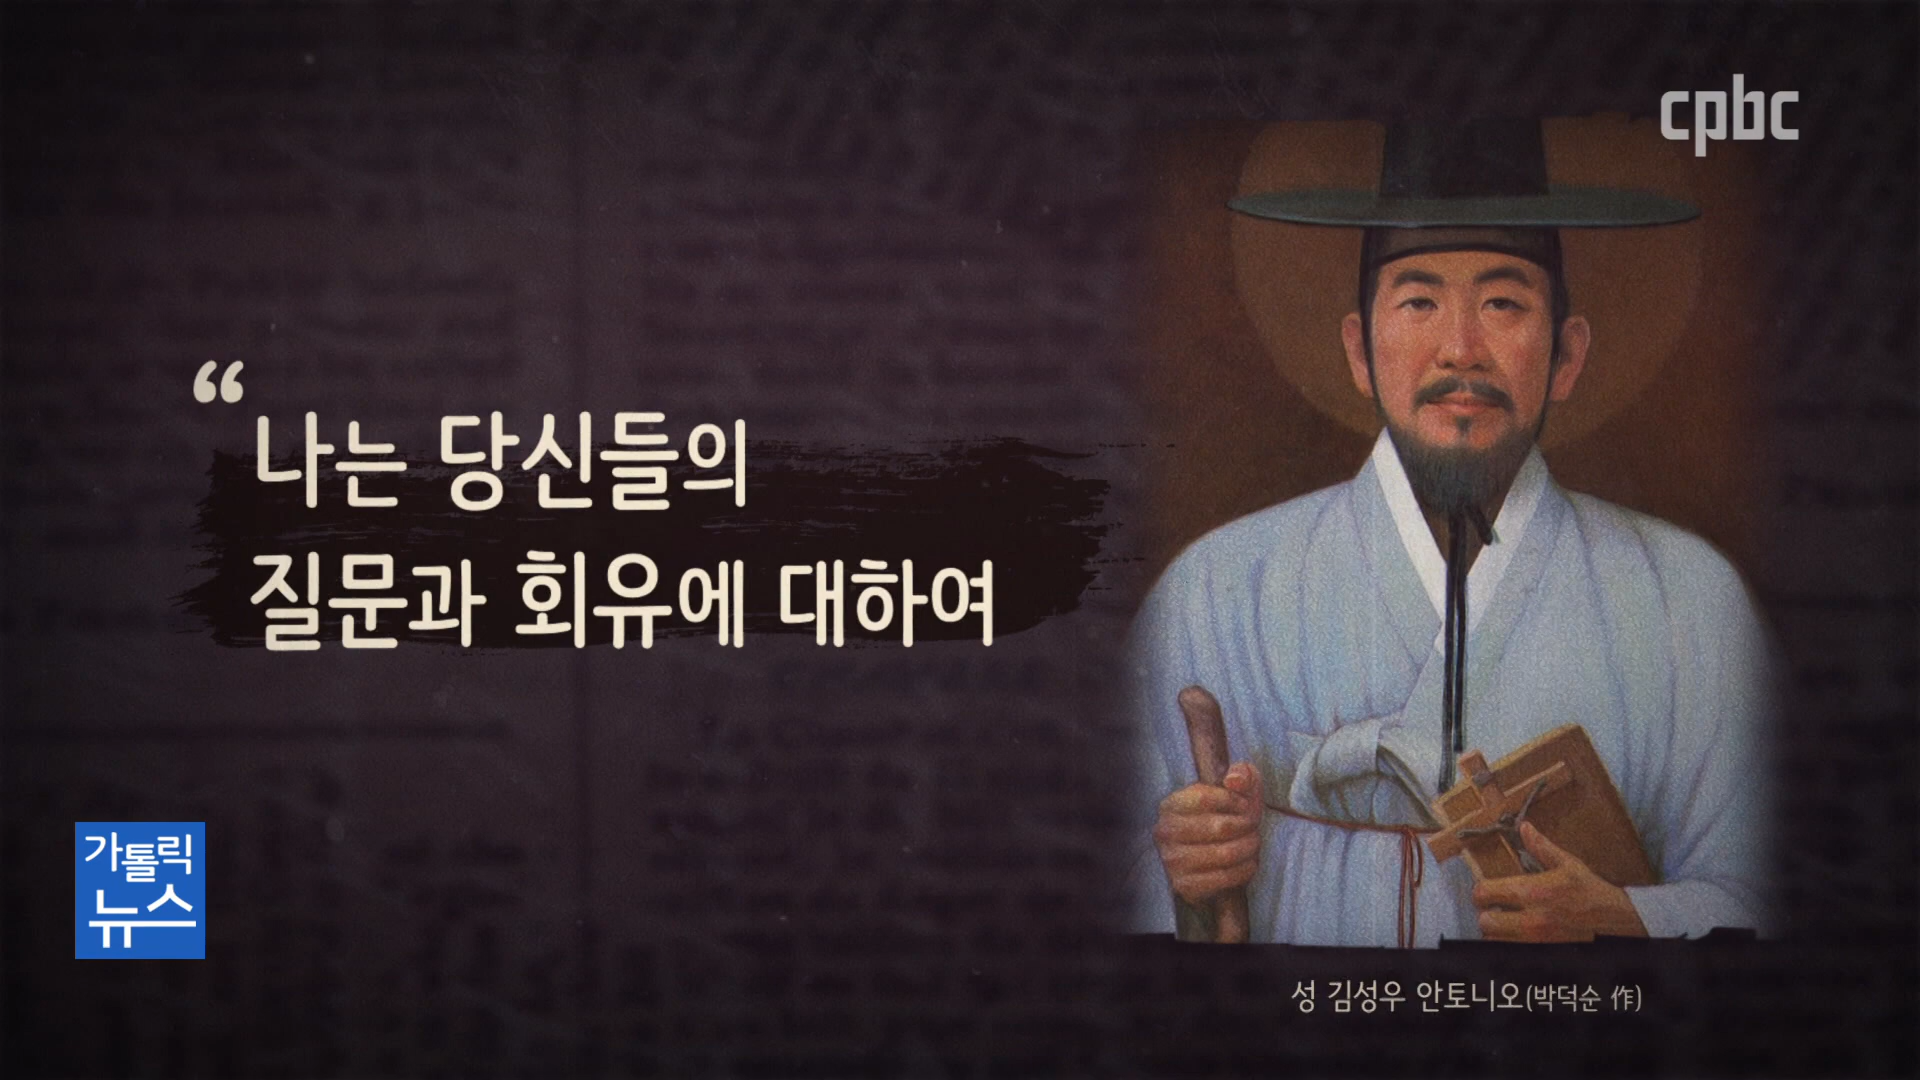 cpbc
“나는 당신들의
질문과 회유에 대하여
가톨릭
뉴스
성 김성우 안토니오(박덕순 作)